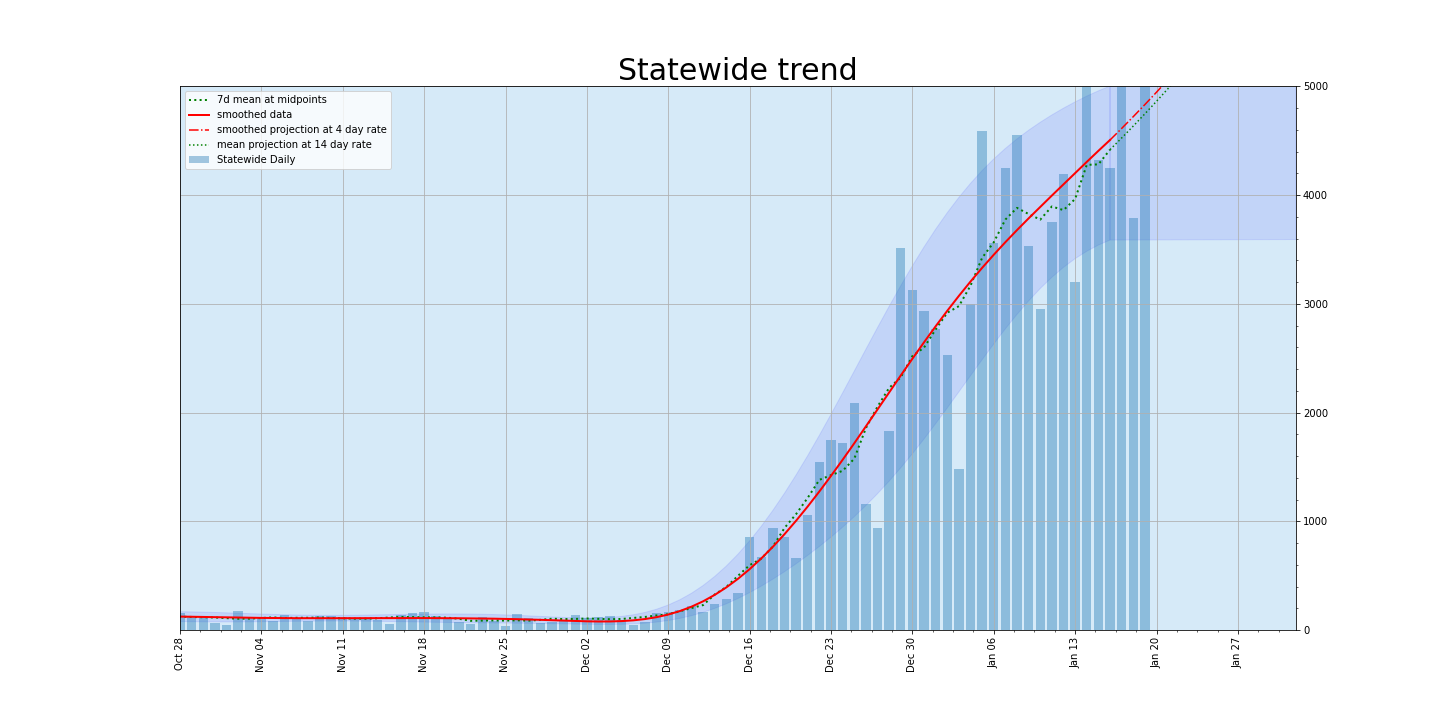 Statewide trend
7d mean at midpoints
smoothed data
smoothed projection at 4 day rate
mean projection at 14 day rate
Statewide Daily
5000
4000
3000
2000
1000
0
Oct 28
Nov 04
Nov 11
Nov 18
Nov 25
Dec 02
Dec 09
Dec 16
Dec 23
Dec 30
Jan 06
Jan 13
Jan 20
Jan 27